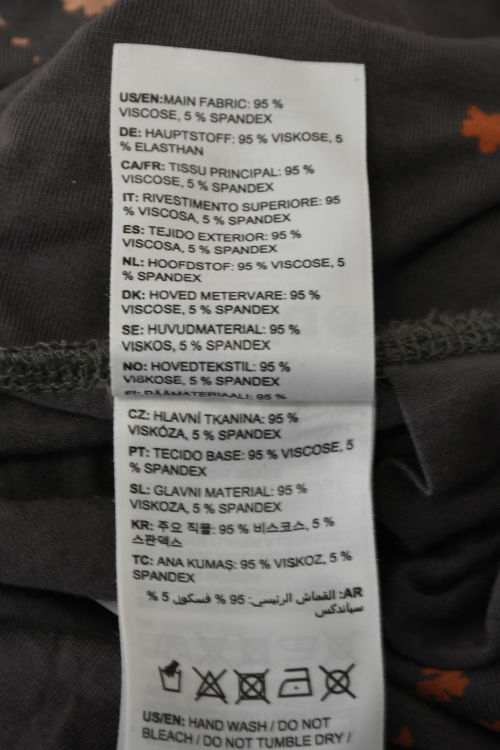 US/EN:MAIN FABRIC: 95 %
VISCOSE, 5 % SPANDEX
DE: HAUPTSTOFF: 95 % VISKOSE, 5
% ELASTHAN
CA/FR: TISSU PRINCIPAL: 95 %
VISCOSE, 5 % SPANDEX
IT: RIVESTIMENTO SUPERIORE: 95
% VISCOSA, 5 % SPANDEX
ES: TEJIDO EXTERIOR: 95 %
VISCOSA, 5 % SPANDEX
NL: HOOFDSTOF: 95 % VISCOSE, 5
% SPANDEX
DK: HOVED METERVARE: 95 %
VISCOSE, 5 % SPANDEX
SE: HUVUDMATERIAL: 95 %
VISKOS, 5 % SPANDEX
NO: HOVEDTEKSTIL: 95 %
VISKOSE, 5 % SPANDEX
FI: PÄÄMATERIAALI: 95 %
CZ: HLAVNÍ TKANINA: 95 %
VISKÓZA, 5 % SPANDEX
PT: TECIDO BASE: 95 % VISCOSE, 5
% SPANDEX
SL: GLAVNI MATERIAL: 95 %
VISKOZA, 5 % SPANDEX
KR: 주요 직물: 95 % 비스코스, 5 %
스판덱스
TC: ANA KUMAŞ: 95 % VISKOZ, 5 %
SPANDEX
AR: القماش الرئيسي: 95 % فسكوز, 5 %
سباندكس
US/EN: HAND WASH / DO NOT
BLEACH / DO NOT TUMBLE DRY /